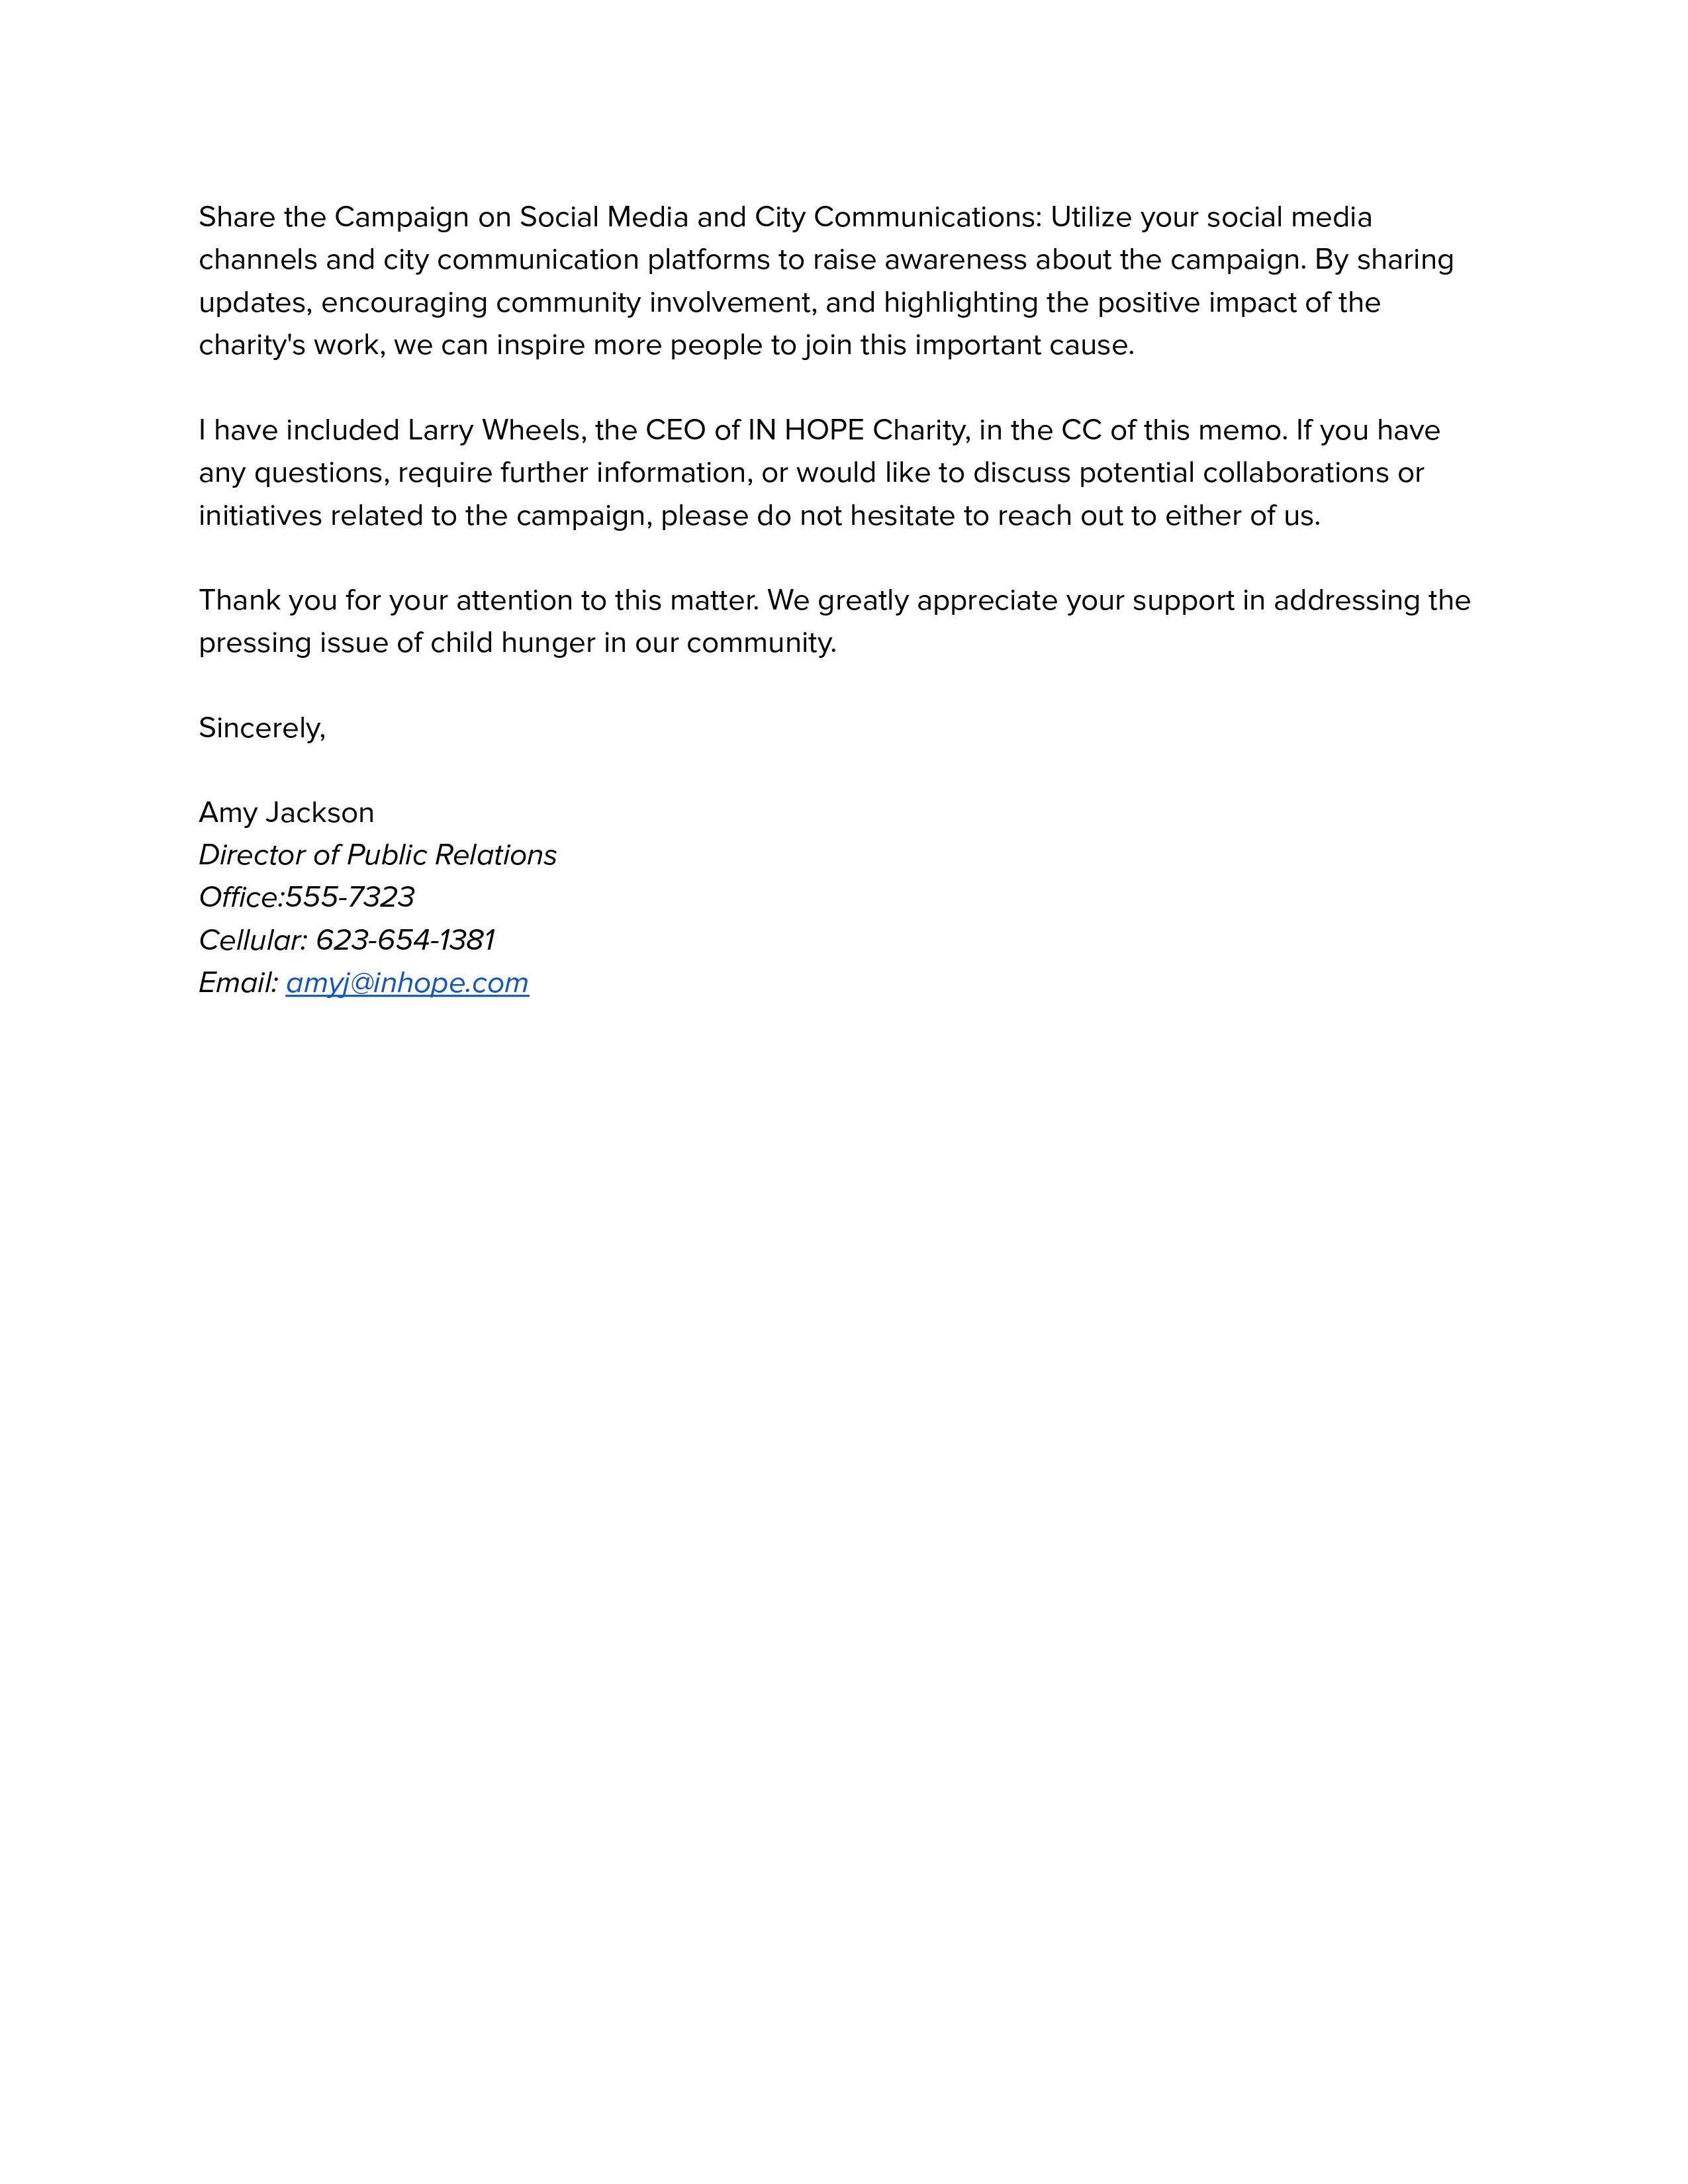 Share the Campaign on Social Media and City Communications: Utilize your social media
channels and city communication platforms to raise awareness about the campaign. By sharing
updates, encouraging community involvement, and highlighting the positive impact of the
charity's work, we can inspire more people to join this important cause.
I have included Larry Wheels, the CEO of IN HOPE Charity, in the CC of this memo. If you have
any questions, require further information, or would like to discuss potential collaborations or
initiatives related to the campaign, please do not hesitate to reach out to either of us.
Thank you for your attention to this matter. We greatly appreciate your support in addressing the
pressing issue of child hunger in our community.
Sincerely,
Amy Jackson
Director of Public Relations
Office:555-7323
Cellular: 623-654-1381
Email: amyj@inhope.com